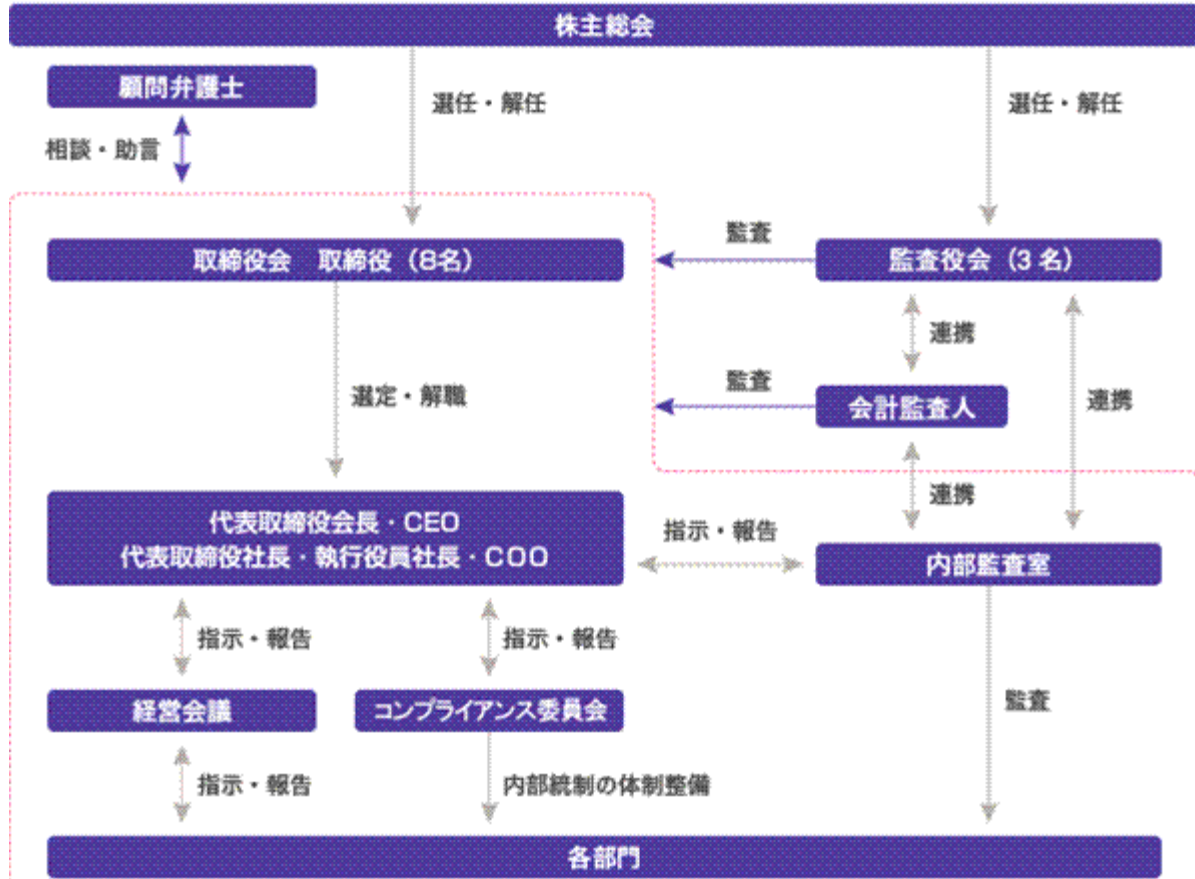 株主総会
顧問弁護士
選任・解任
選任・解任
相談・助言
取締役会 取締役（8名）
監査
監査役会（3 名）
連携
選定・解職
監査
会計監査人
連携
連携
代表取締役会長・CEO
代表取締役社長・執行役員社長・COO
指示・報告
内部監査室
指示・報告
指示・報告
経営会議
コンプライアンス委員会
監査
指示・報告
内部統制の体制整備
各部門